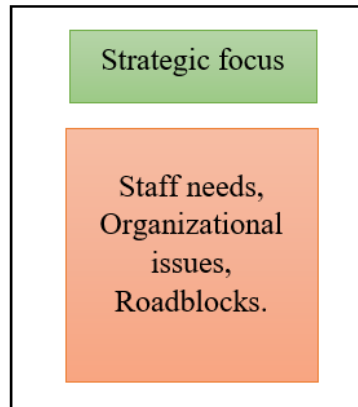 Strategic focus
Staff needs,
Organizational
issues,
Roadblocks.